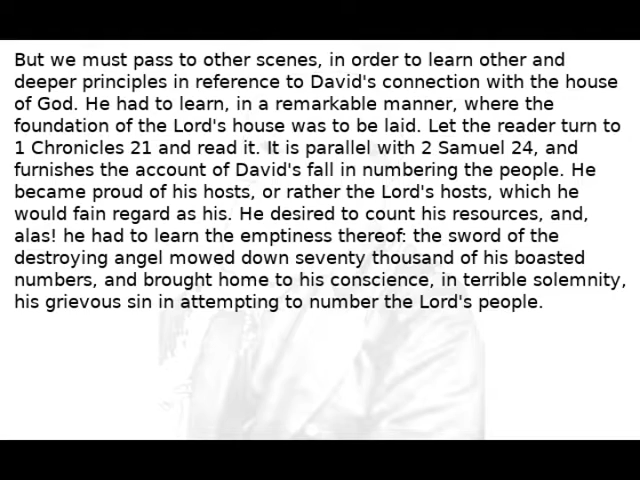 But we must pass to other scenes, in order to learn other and
deeper principles in reference to David's connection with the house
of God. He had to learn, in a remarkable manner, where the
foundation of the Lord's house was to be laid. Let the reader turn to
1 Chronicles 21 and read it. It is parallel with 2 Samuel 24, and
furnishes the account of David's fall in numbering the people. He
became proud of his hosts, or rather the Lord's hosts, which he
would fain regard as his. He desired to count his resources, and,
alas! he had to learn the emptiness thereof: the sword of the
destroying angel mowed down seventy thousand of his boasted
numbers, and brought home to his conscience, in terrible solemnity,
his grievous sin in attempting to number the Lord's people.